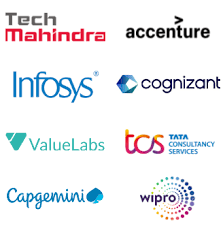 Tech
Mahindra
accenture
Infosys®
cognizant
ValueLabs
tcs TATA
CONSULTANCY
SERVICES
Capgemini
wipro